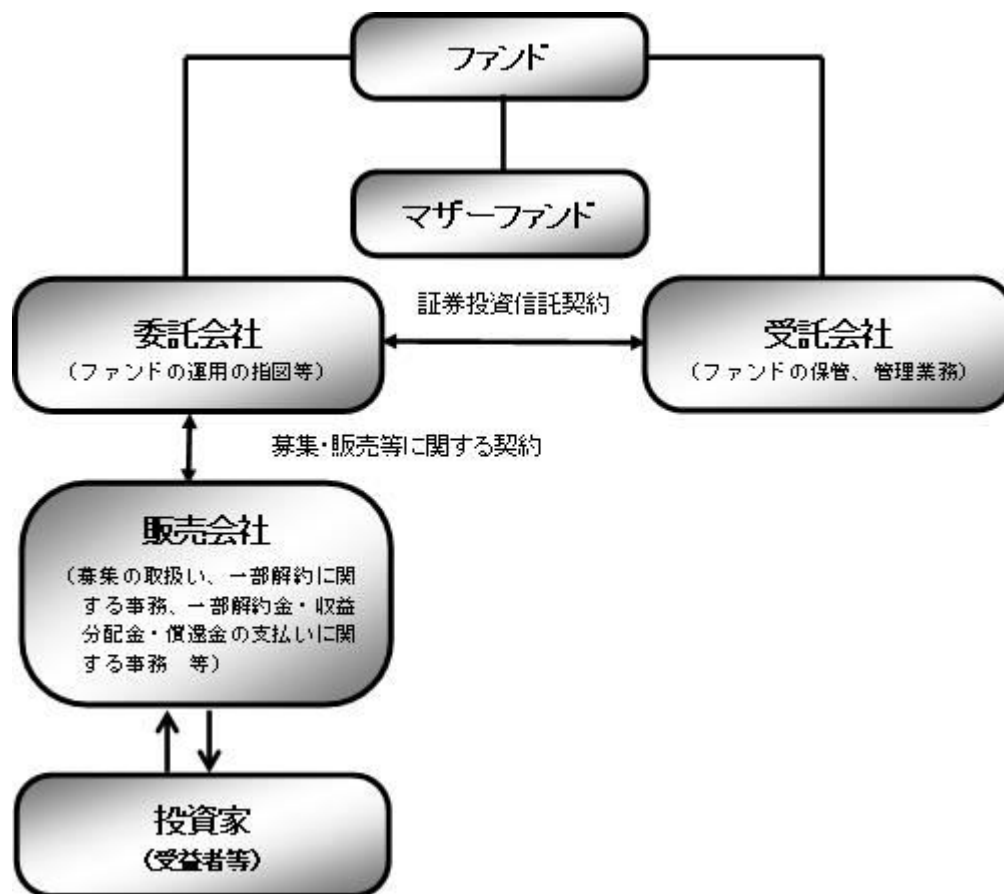 ファンド
マザーファンド
証券投資信託契約
委託会社
(ファンドの運用の指図等)
受託会社
(ファンドの保管、管理業務)
募集・販売等に関する契約
販売会社
(募集の取扱い、一部解約に関
する事務、一部解約金・収益
分配金・償還金の支払いに関
する事務 等)
投資家
(受益者等)